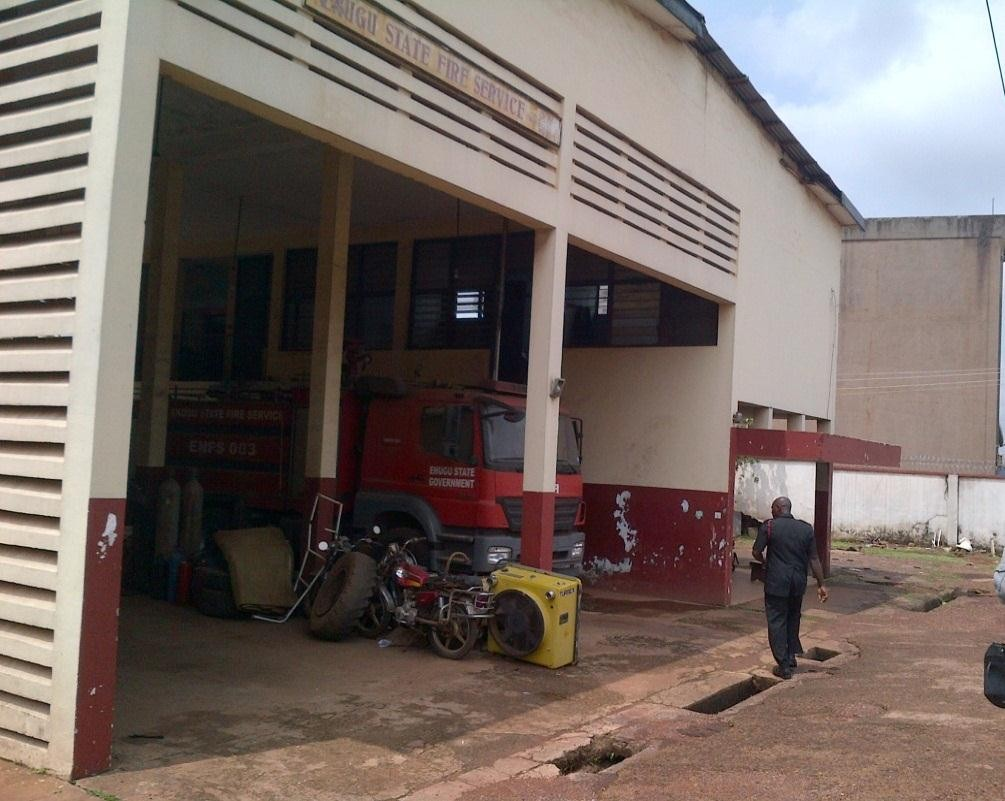 ENUGU STATE FIRE SERVICE
ENUGU STATE FIRE SERVICE
ENFS 003
ENUGU STATE
GOVERNMENT